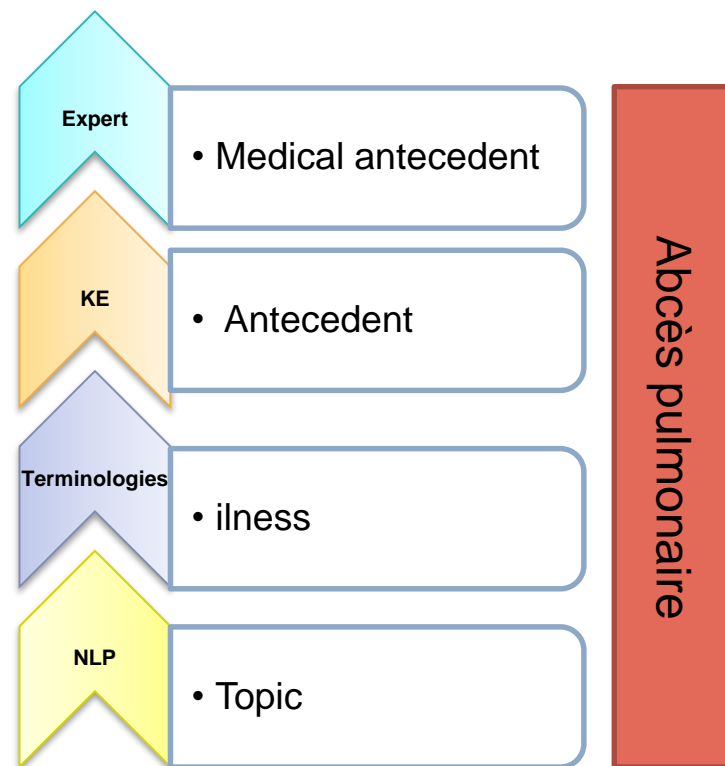 Expert
• Medical antecedent
KE
• Antecedent
Terminologies
• ilness
NLP
• Topic
Abcès pulmonaire